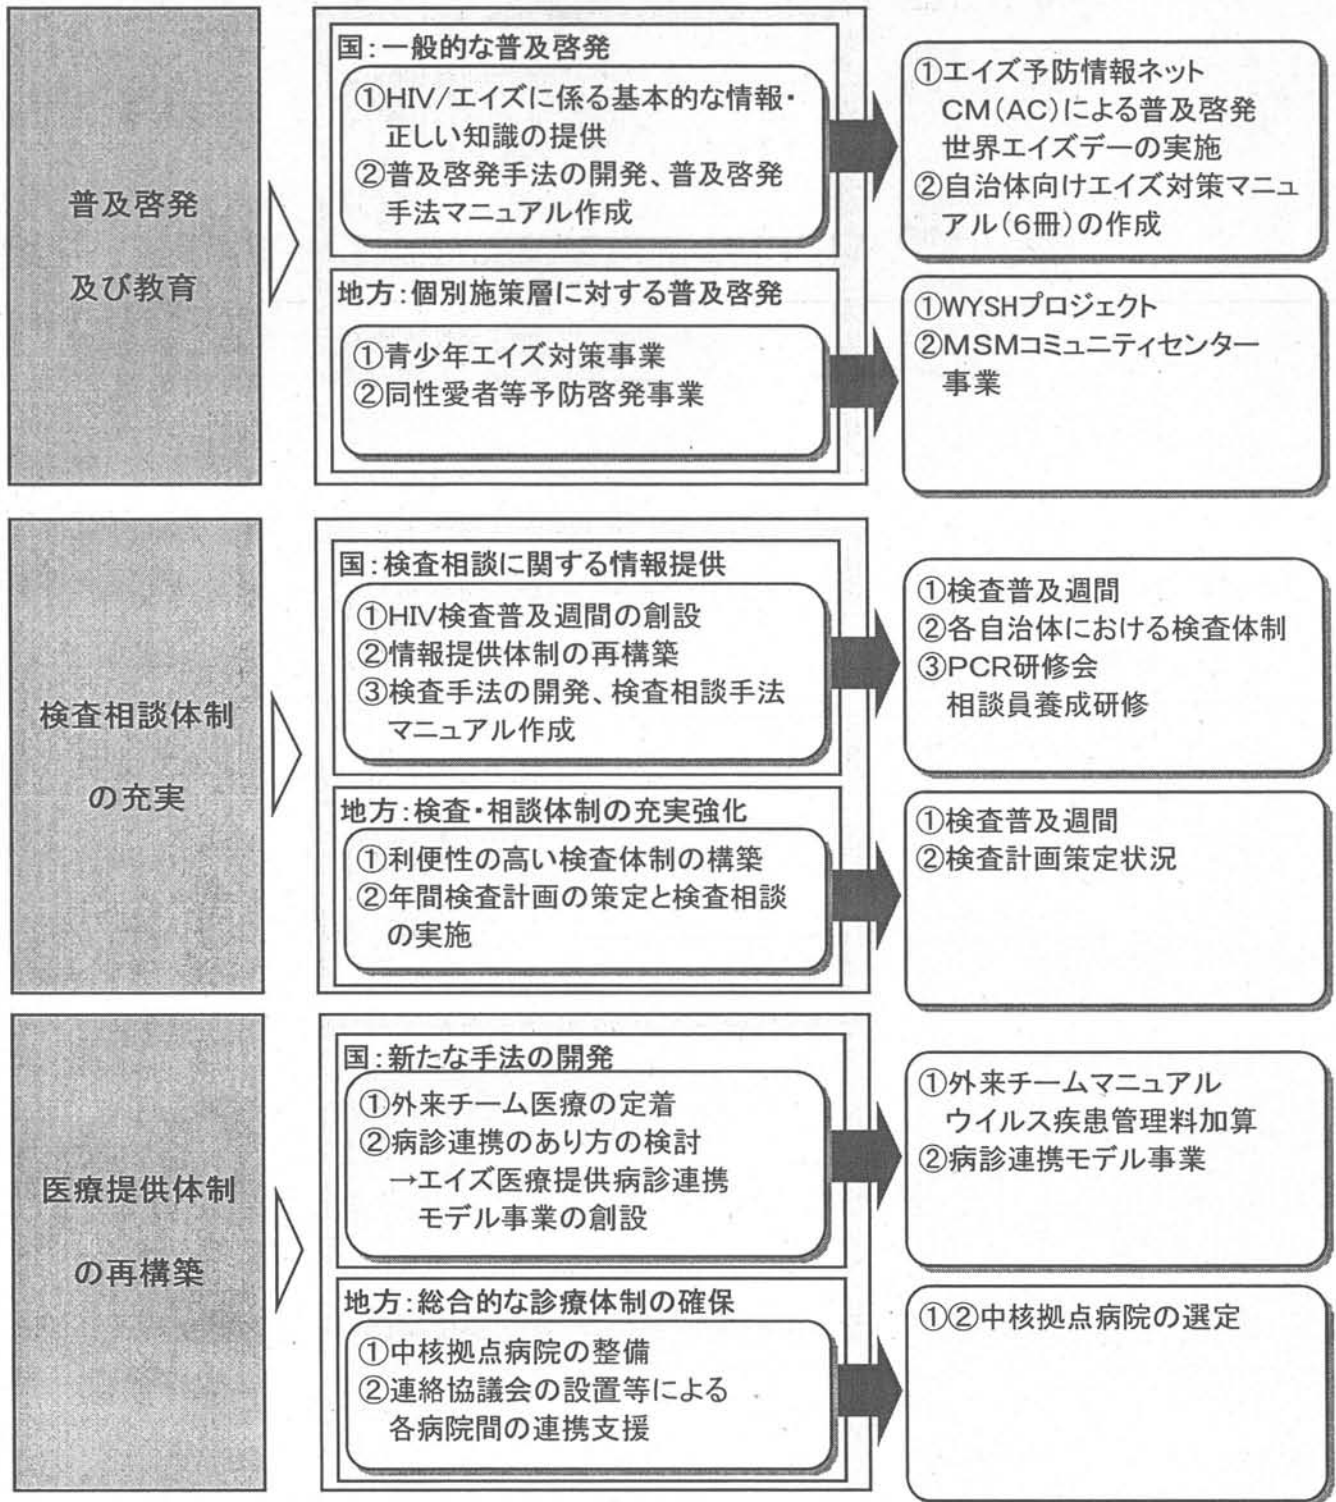 普及啓発
及び教育
国:一般的な普及啓発
①HIV/エイズに係る基本的な情報・
正しい知識の提供
②普及啓発手法の開発、普及啓発
手法マニュアル作成
①エイズ予防情報ネット
CM(AC)による普及啓発
世界エイズデーの実施
②自治体向けエイズ対策マニュ
アル(6冊)の作成
地方:個別施策層に対する普及啓発
①青少年エイズ対策事業
②同性愛者等予防啓発事業
①WYSHプロジェクト
②MSMコミュニティセンター
事業
検査相談体制
の充実
国:検査相談に関する情報提供
①HIV検査普及週間の創設
②情報提供体制の再構築
③検査手法の開発、検査相談手法
マニュアル作成
①検査普及週間
②各自治体における検査体制
③PCR研修会
相談員養成研修
地方:検査・相談体制の充実強化
①利便性の高い検査体制の構築
②年間検査計画の策定と検査相談
の実施
①検査普及週間
②検査計画策定状況
医療提供体制
の再構築
国:新たな手法の開発
①外来チーム医療の定着
②病診連携のあり方の検討
→エイズ医療提供病診連携
モデル事業の創設
①外来チームマニュアル
ウイルス疾患管理料加算
②病診連携モデル事業
地方:総合的な診療体制の確保
①中核拠点病院の整備
②連絡協議会の設置等による
各病院間の連携支援
①②中核拠点病院の選定